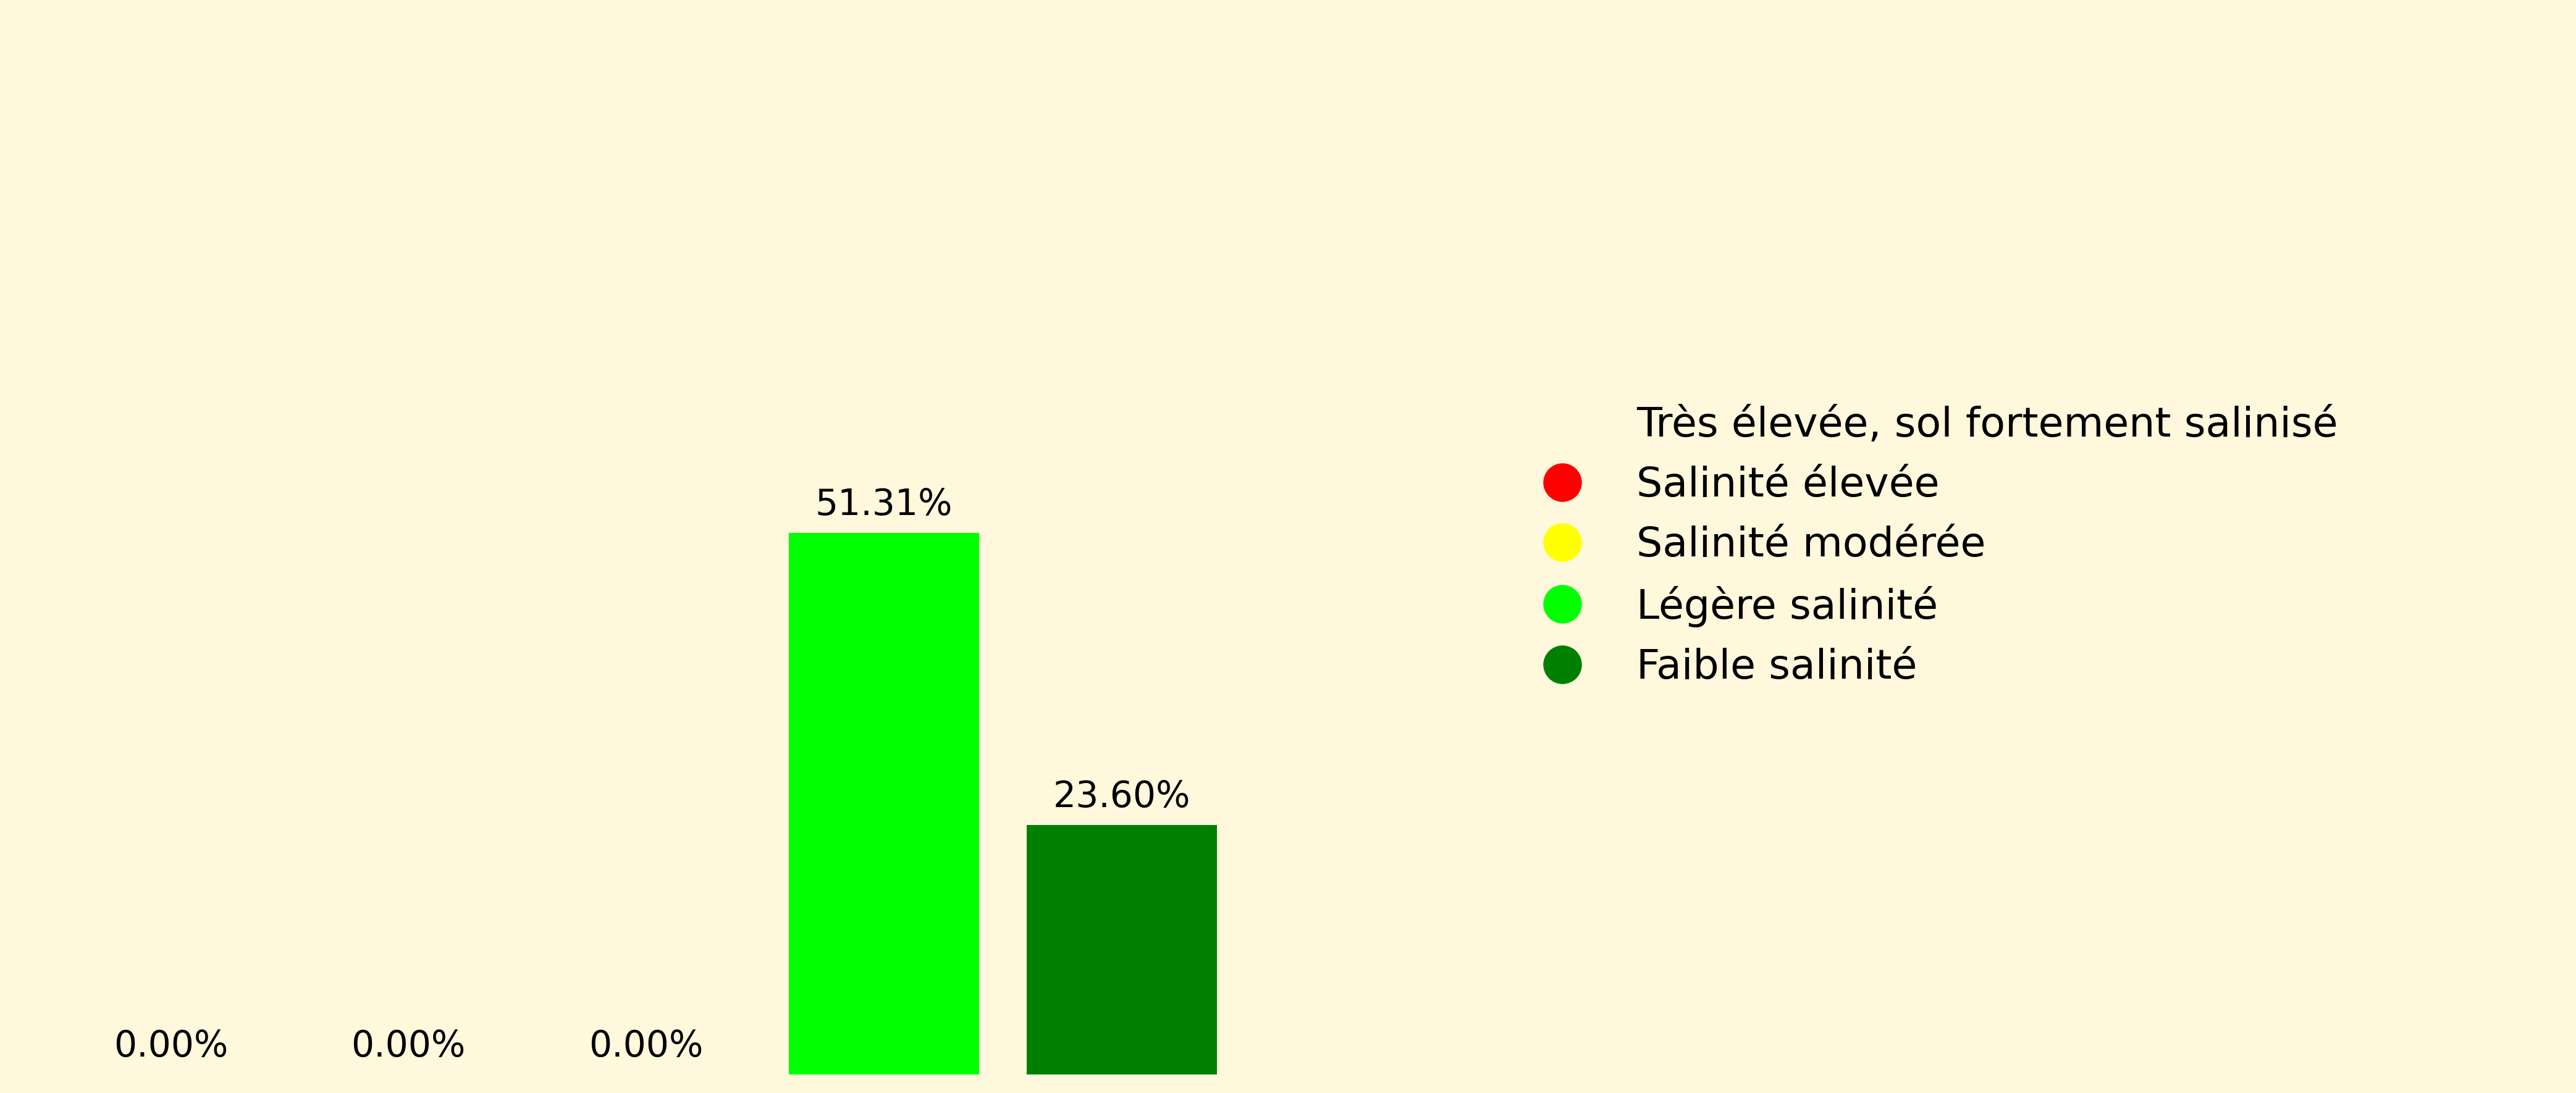 Très élevée, sol fortement salinisé
Salinité élevée
Salinité modérée
Légère salinité
Faible salinité
51.31%
23.60%
0.00%
0.00%
0.00%